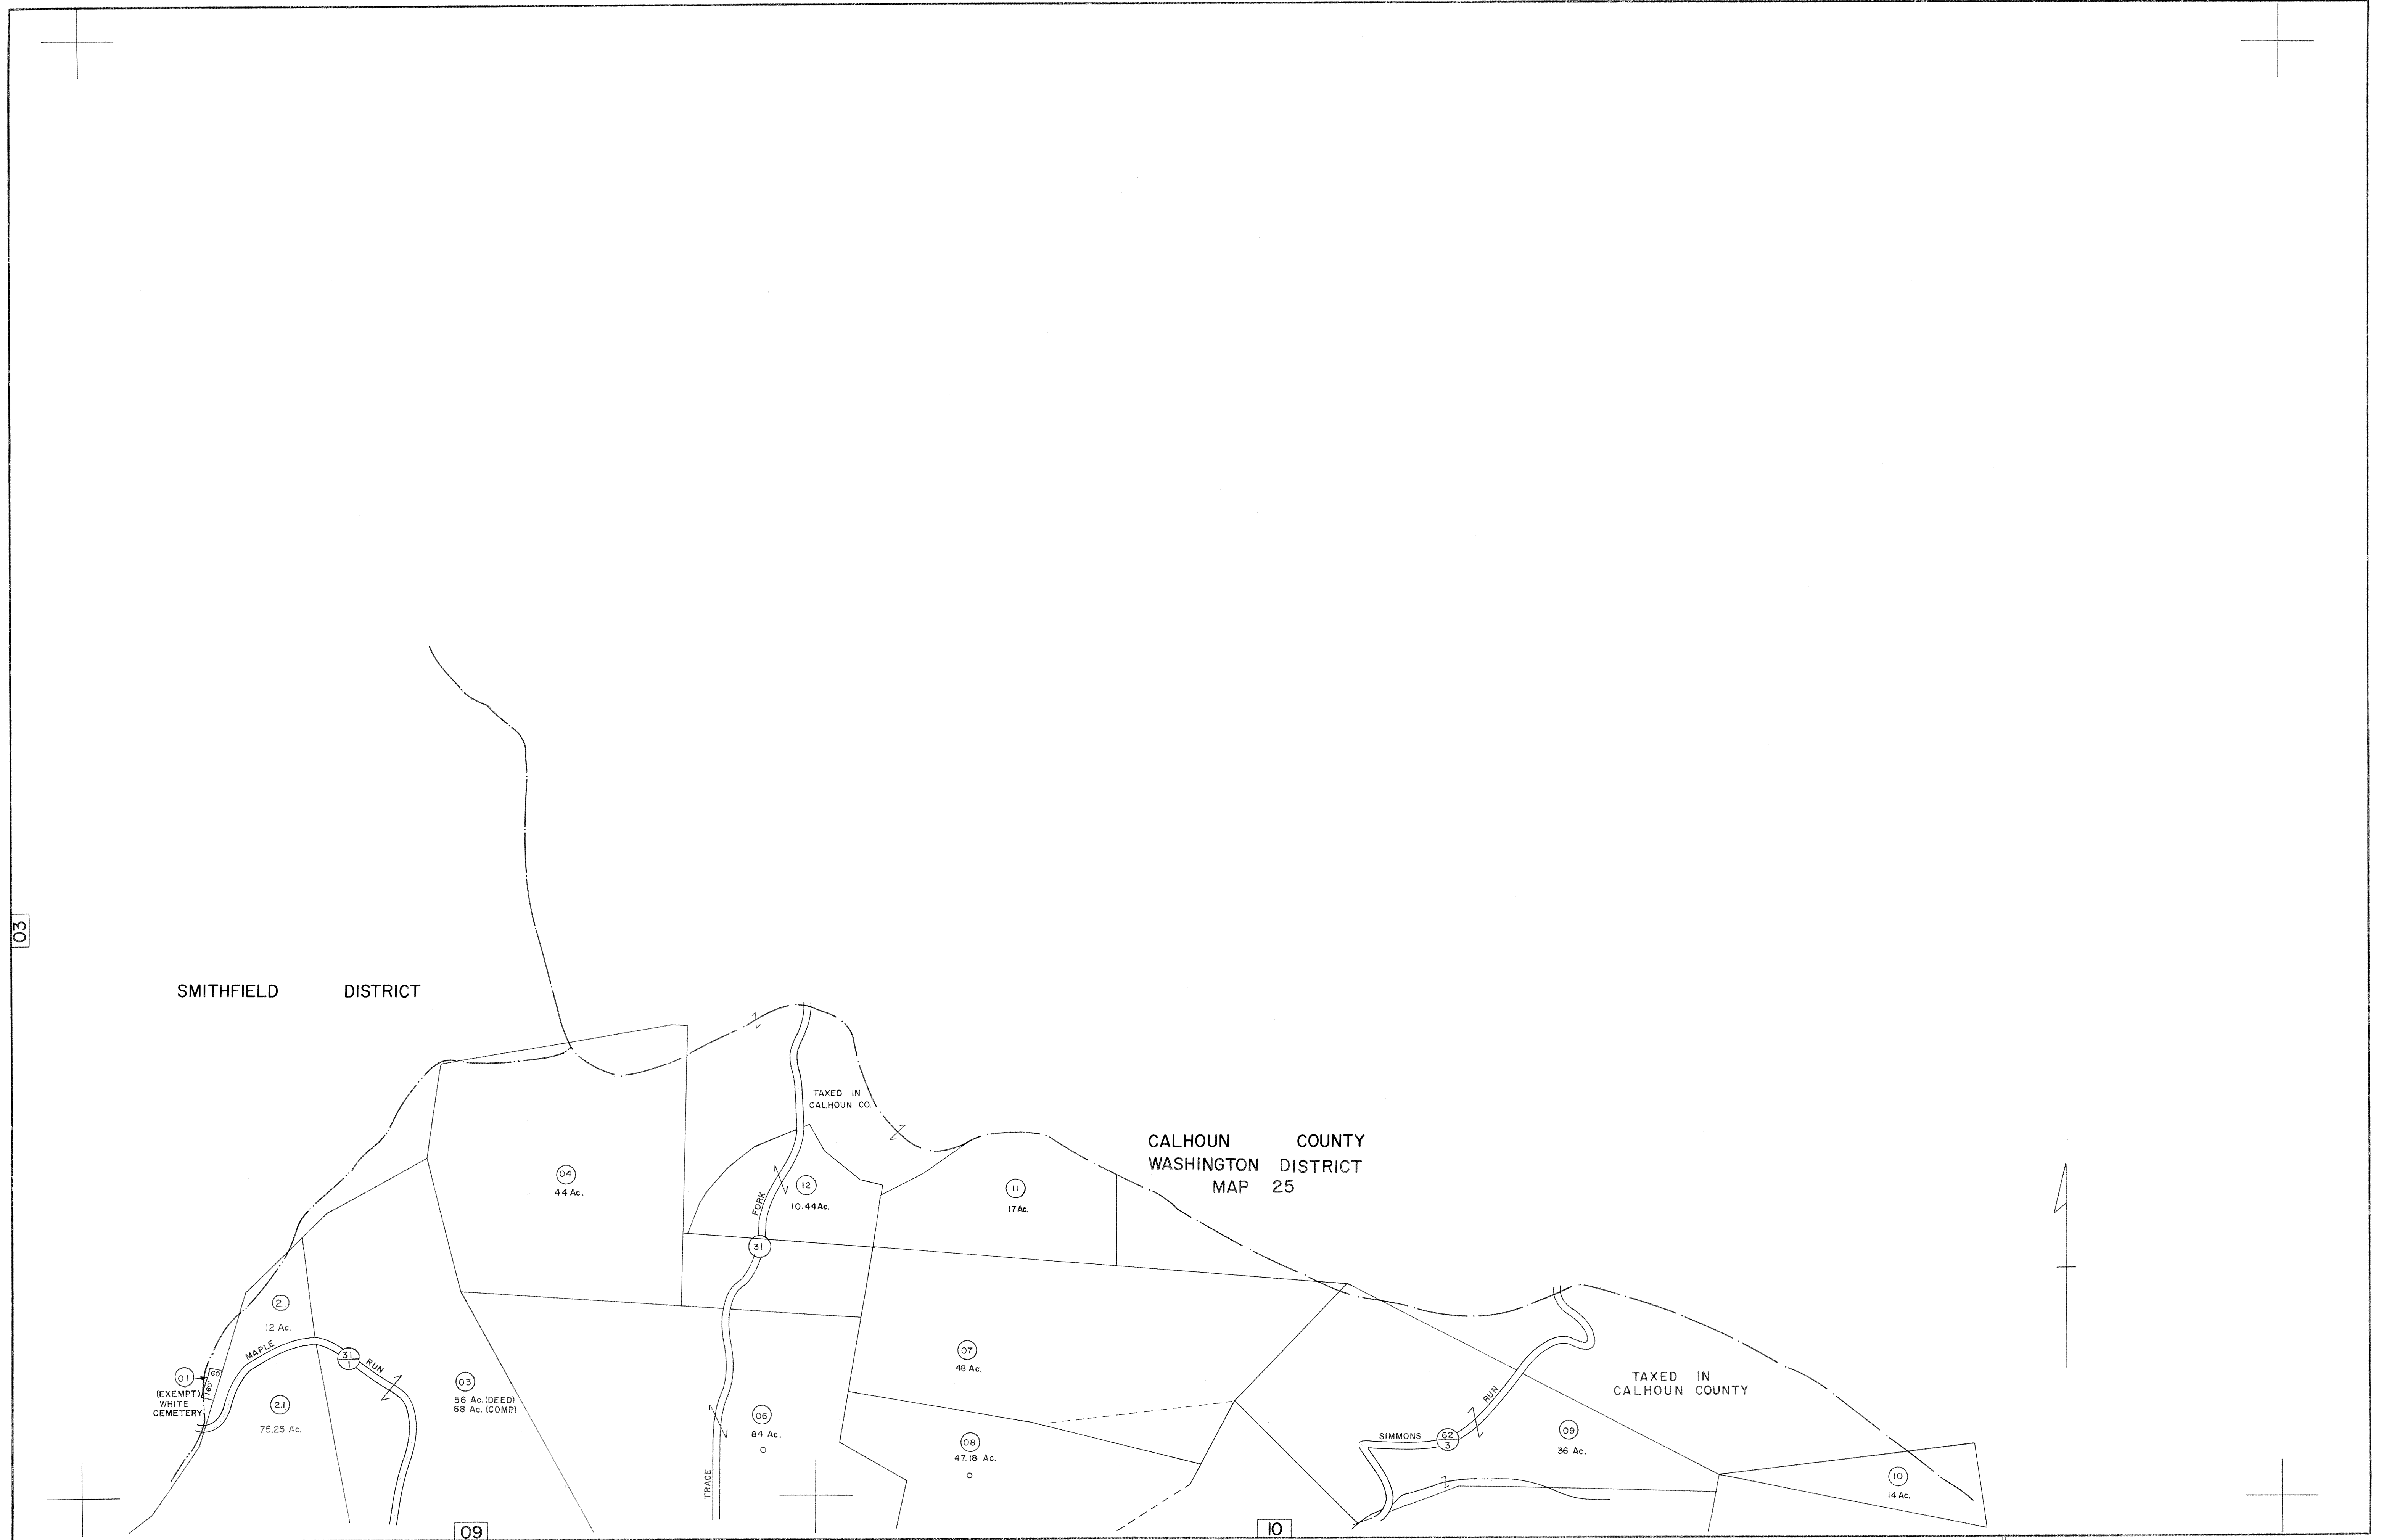 03
SMITHFIELD DISTRICT
TAXED IN
CALHOUN CO.
CALHOUN COUNTY
WASHINGTON DISTRICT
MAP 25
04
44 Ac.
FORK
12
10.44 Ac.
11
17 Ac.
31
2
12 Ac.
MAPLE
31
1
RUN
01
(EXEMPT)
WHITE
CEMETERY
60
160'
2.1
75.25 Ac.
03
56 Ac. (DEED)
68 Ac. (COMP)
06
84 Ac.
TRACE
07
48 Ac.
08
47.18 Ac.
SIMMONS
62
3
RUN
09
36 Ac.
TAXED IN
CALHOUN COUNTY
10
14 Ac.
09
10